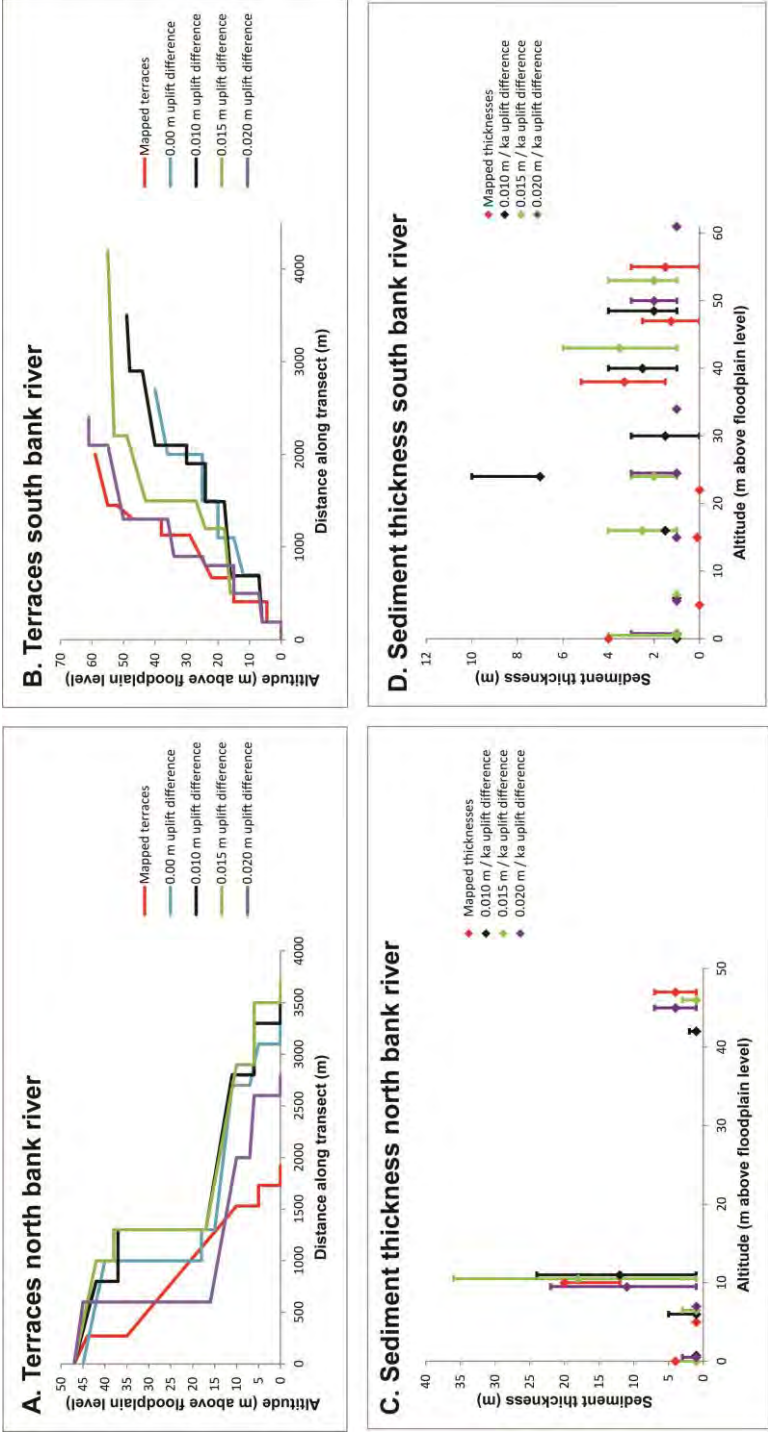 A. Terraces north bank river
Altitude (m above floodplain level)
50
45
40
35
30
25
20
15
10
5
0
0
500
1000
1500
2000
2500
3000
3500
4000
Distance along transect (m)
Mapped terraces
0.00 m uplift difference
0.010 m uplift difference
0.015 m uplift difference
0.020 m uplift difference
B. Terraces south bank river
Altitude (m above floodplain level)
70
60
50
40
30
20
10
0
0
1000
2000
3000
4000
Distance along transect (m)
Mapped terraces
0.00 m uplift difference
0.010 m uplift difference
0.015 m uplift difference
0.020 m uplift difference
C. Sediment thickness north bank river
Sediment thickness (m)
40
35
30
25
20
15
10
5
0
0
10
20
30
40
50
Altitude (m above floodplain level)
Mapped thicknesses
0.010 m / ka uplift difference
0.015 m / ka uplift difference
0.020 m / ka uplift difference
D. Sediment thickness south bank river
Sediment thickness (m)
12
10
8
6
4
2
0
0
10
20
30
40
50
60
Altitude (m above floodplain level)
Mapped thicknesses
0.010 m / ka uplift difference
0.015 m / ka uplift difference
0.020 m / ka uplift difference